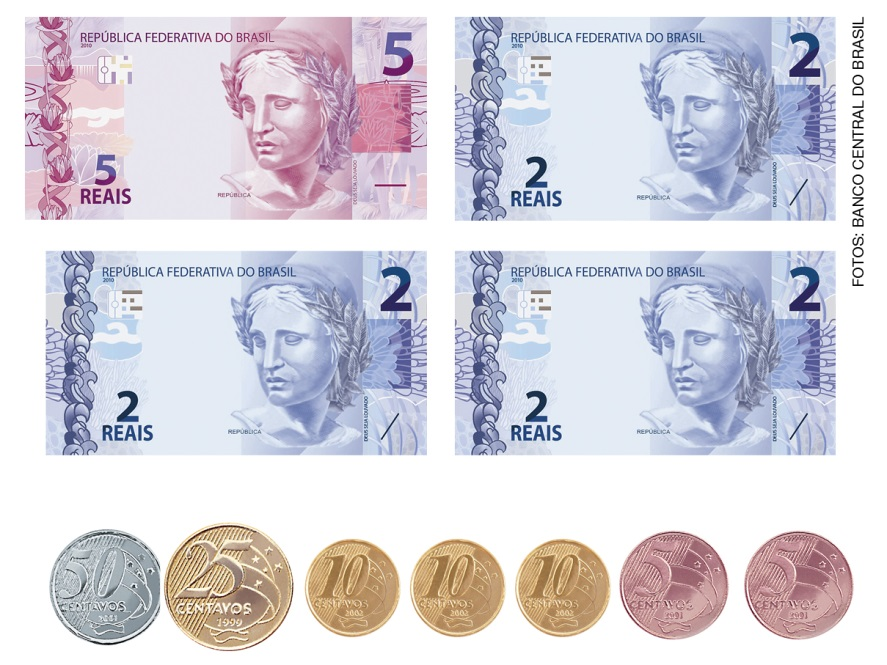 REPÚBLICA FEDERATIVA DO BRASIL
2010
5
5
REAIS
REPÚBLICA
DEUS SEJA LOUVADO
REPÚBLICA FEDERATIVA DO BRASIL
2010
2
2
REAIS
REPÚBLICA
DEUS SEJA LOUVADO
FOTOS: BANCO CENTRAL DO BRASIL
REPÚBLICA FEDERATIVA DO BRASIL
2010
2
2
REAIS
REPÚBLICA
DEUS SEJA LOUVADO
REPÚBLICA FEDERATIVA DO BRASIL
2010
2
2
REAIS
REPÚBLICA
DEUS SEJA LOUVADO
50
CENTAVOS
25
CENTAVOS
1999
10
CENTAVOS
2002
10
CENTAVOS
2002
10
CENTAVOS
2002
5
CENTAVOS
1991
5
CENTAVOS
1991